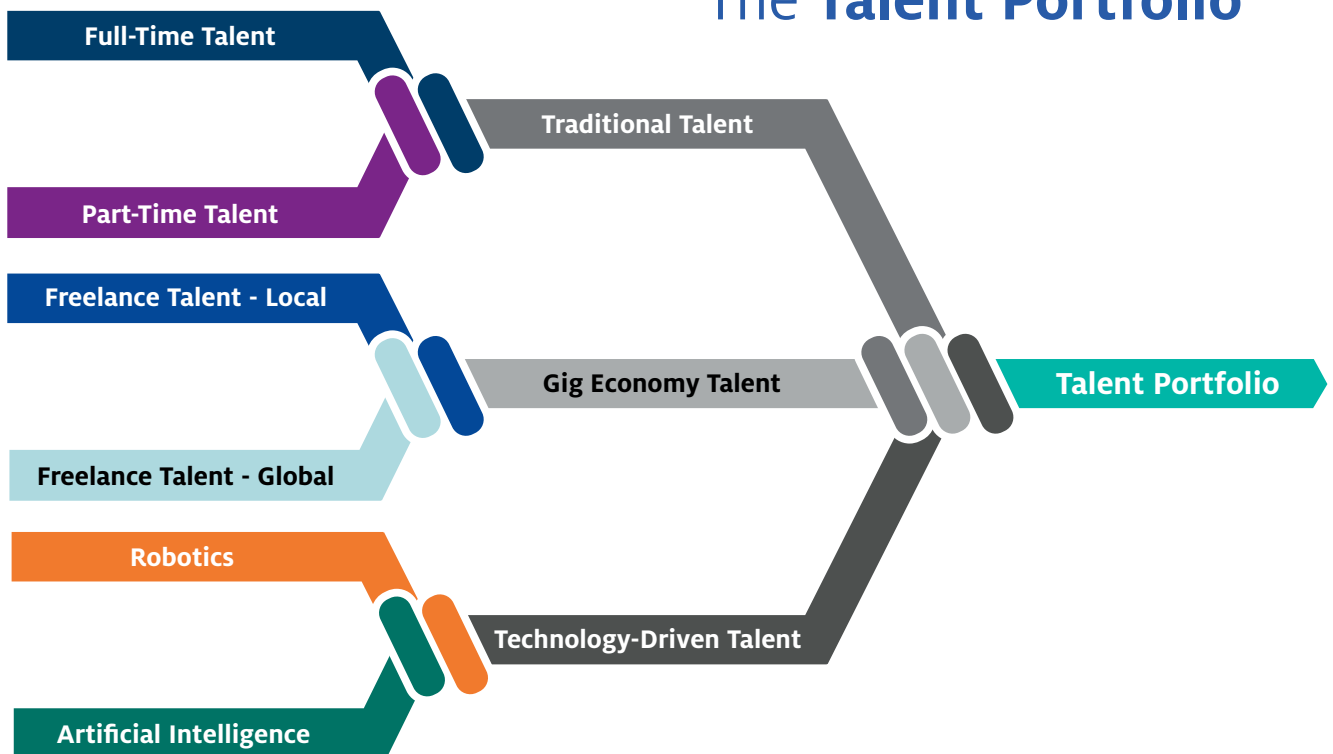 The Talent Portfolio
Full-Time Talent
Traditional Talent
Part-Time Talent
Freelance Talent - Local
Gig Economy Talent
Talent Portfolio
Freelance Talent - Global
Robotics
Technology-Driven Talent
Artificial Intelligence